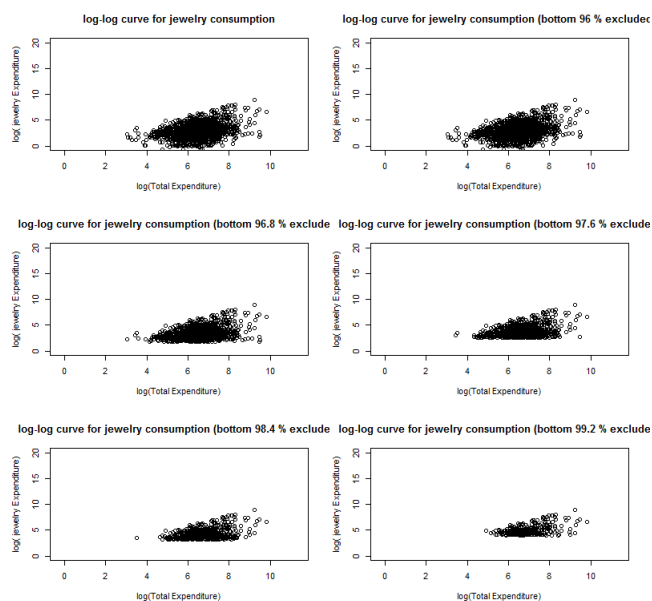 log-log curve for jewelry consumption
log( jewelry Expenditure)
20
15
10
5
0
0 2 4 6 8 10
log(Total Expenditure)
log-log curve for jewelry consumption (bottom 96 % excluded
log( jewelry Expenditure)
20
15
10
5
0
0 2 4 6 8 10
log(Total Expenditure)
log-log curve for jewelry consumption (bottom 96.8 % exclude
log( jewelry Expenditure)
20
15
10
5
0
0 2 4 6 8 10
log(Total Expenditure)
log-log curve for jewelry consumption (bottom 97.6 % exclude
log( jewelry Expenditure)
20
15
10
5
0
0 2 4 6 8 10
log(Total Expenditure)
log-log curve for jewelry consumption (bottom 98.4 % exclude
log( jewelry Expenditure)
20
15
10
5
0
0 2 4 6 8 10
log(Total Expenditure)
log-log curve for jewelry consumption (bottom 99.2 % exclude
log( jewelry Expenditure)
20
15
10
5
0
0 2 4 6 8 10
log(Total Expenditure)